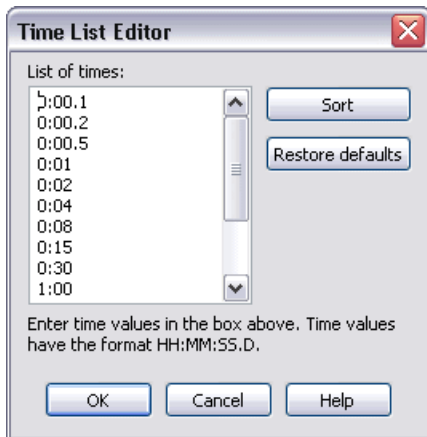 Time List Editor
List of times:
0:00.1
0:00.2
0:00.5
0:01
0:02
0:04
0:08
0:15
0:30
1:00
Sort
Restore defaults
Enter time values in the box above. Time values
have the format HH:MM:SS.D.
OK
Cancel
Help